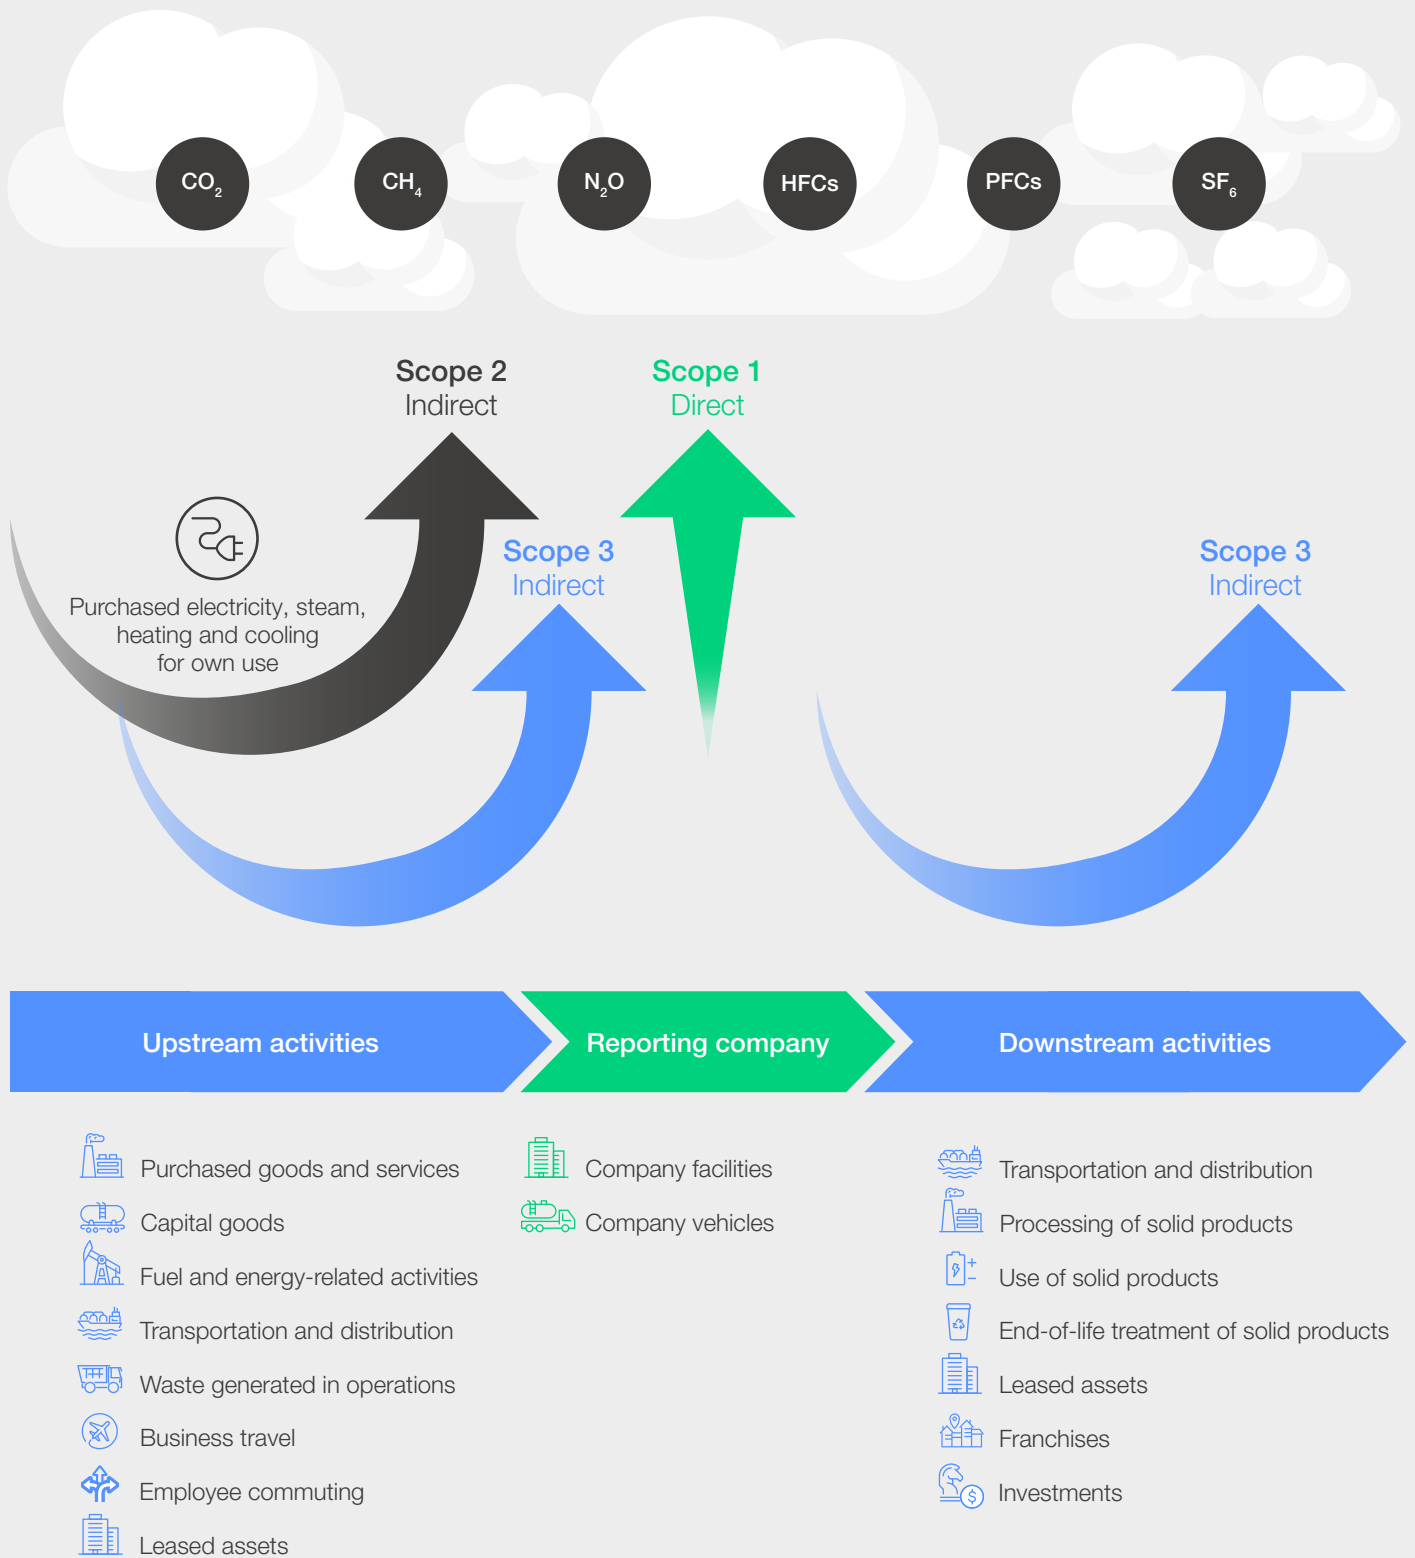 CO₂
CH₄
N₂O
HFCs
PFCs
SF₆
Scope 2
Indirect
Scope 1
Direct
Purchased electricity, steam,
heating and cooling
for own use
Scope 3
Indirect
Scope 3
Indirect
Upstream activities
Reporting company
Downstream activities
Purchased goods and services
Capital goods
Fuel and energy-related activities
Transportation and distribution
Waste generated in operations
Business travel
Employee commuting
Leased assets
Company facilities
Company vehicles
Transportation and distribution
Processing of solid products
Use of solid products
End-of-life treatment of solid products
Leased assets
Franchises
Investments